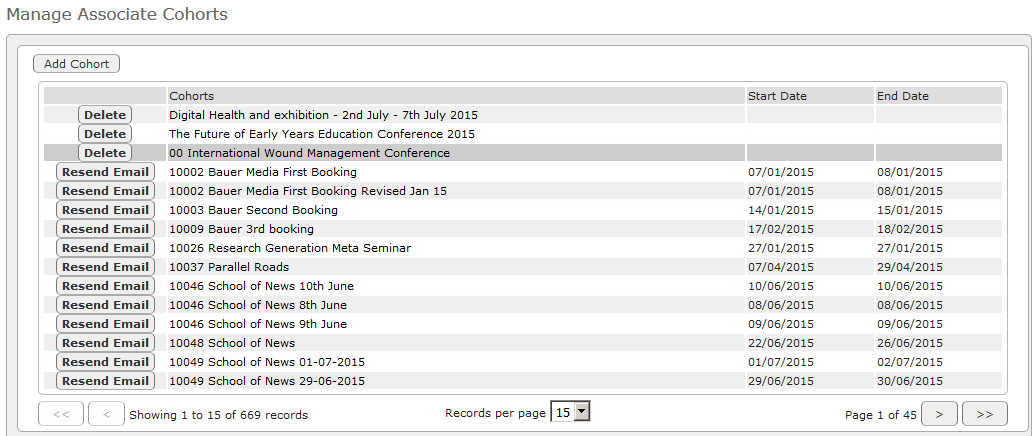 Manage Associate Cohorts
Add Cohort
Cohorts Start Date End Date
Delete Digital Health and exhibition - 2nd July - 7th July 2015
Delete The Future of Early Years Education Conference 2015
Delete 00 International Wound Management Conference
Resend Email 10002 Bauer Media First Booking 07/01/2015 08/01/2015
Resend Email 10002 Bauer Media First Booking Revised Jan 15 07/01/2015 08/01/2015
Resend Email 10003 Bauer Second Booking 14/01/2015 15/01/2015
Resend Email 10009 Bauer 3rd booking 17/02/2015 18/02/2015
Resend Email 10026 Research Generation Meta Seminar 27/01/2015 27/01/2015
Resend Email 10037 Parallel Roads 07/04/2015 29/04/2015
Resend Email 10046 School of News 10th June 10/06/2015 10/06/2015
Resend Email 10046 School of News 8th June 08/06/2015 08/06/2015
Resend Email 10046 School of News 9th June 09/06/2015 09/06/2015
Resend Email 10048 School of News 22/06/2015 26/06/2015
Resend Email 10049 School of News 01-07-2015 01/07/2015 02/07/2015
Resend Email 10049 School of News 29-06-2015 29/06/2015 30/06/2015
<< < Showing 1 to 15 of 669 records Records per page 15 Page 1 of 45 > >>